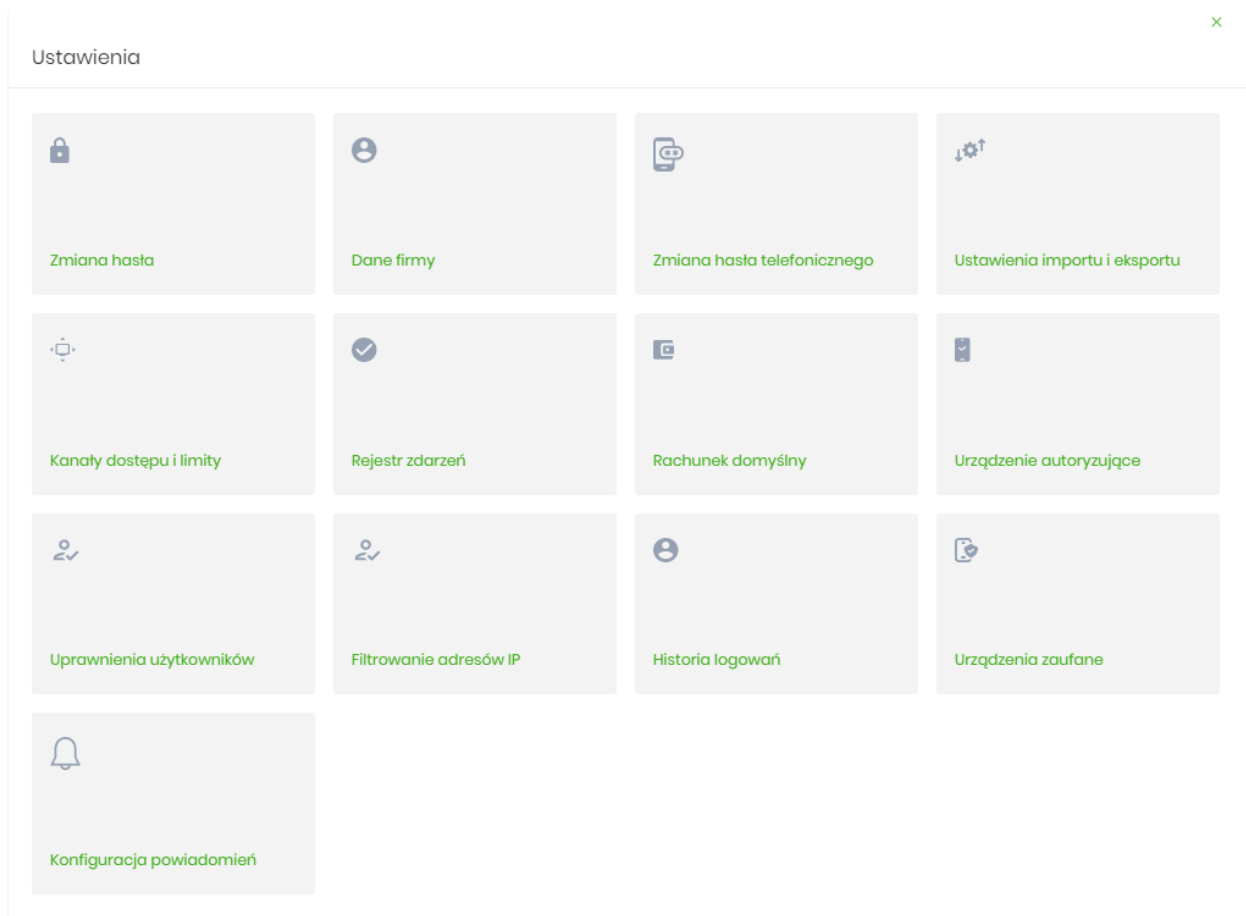 Ustawienia
Zmiana hasła
Dane firmy
Zmiana hasła telefonicznego
Ustawienia importu i eksportu
Kanały dostępu i limity
Rejestr zdarzeń
Rachunek domyślny
Urządzenie autoryzujące
Uprawnienia użytkowników
Filtrowanie adresów IP
Historia logowań
Urządzenia zaufane
Konfiguracja powiadomień